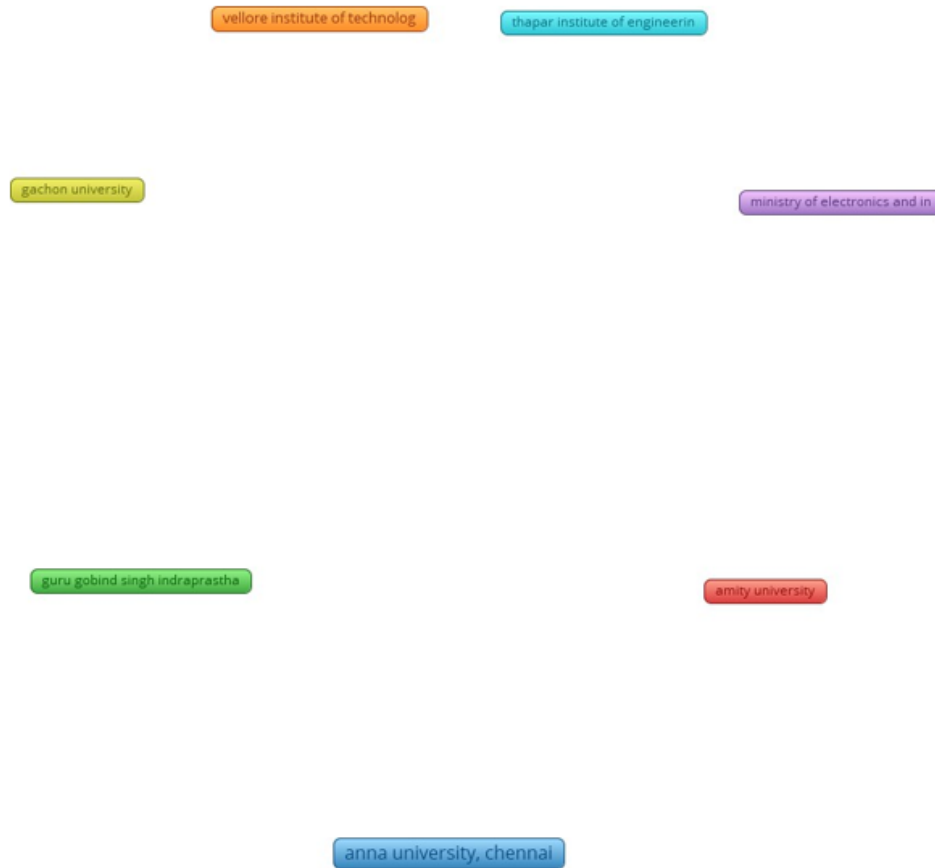 vellore institute of technolog
thapar institute of engineerin
gachon university
ministry of electronics and in
guru gobind singh indraprastha
amity university
anna university, chennai